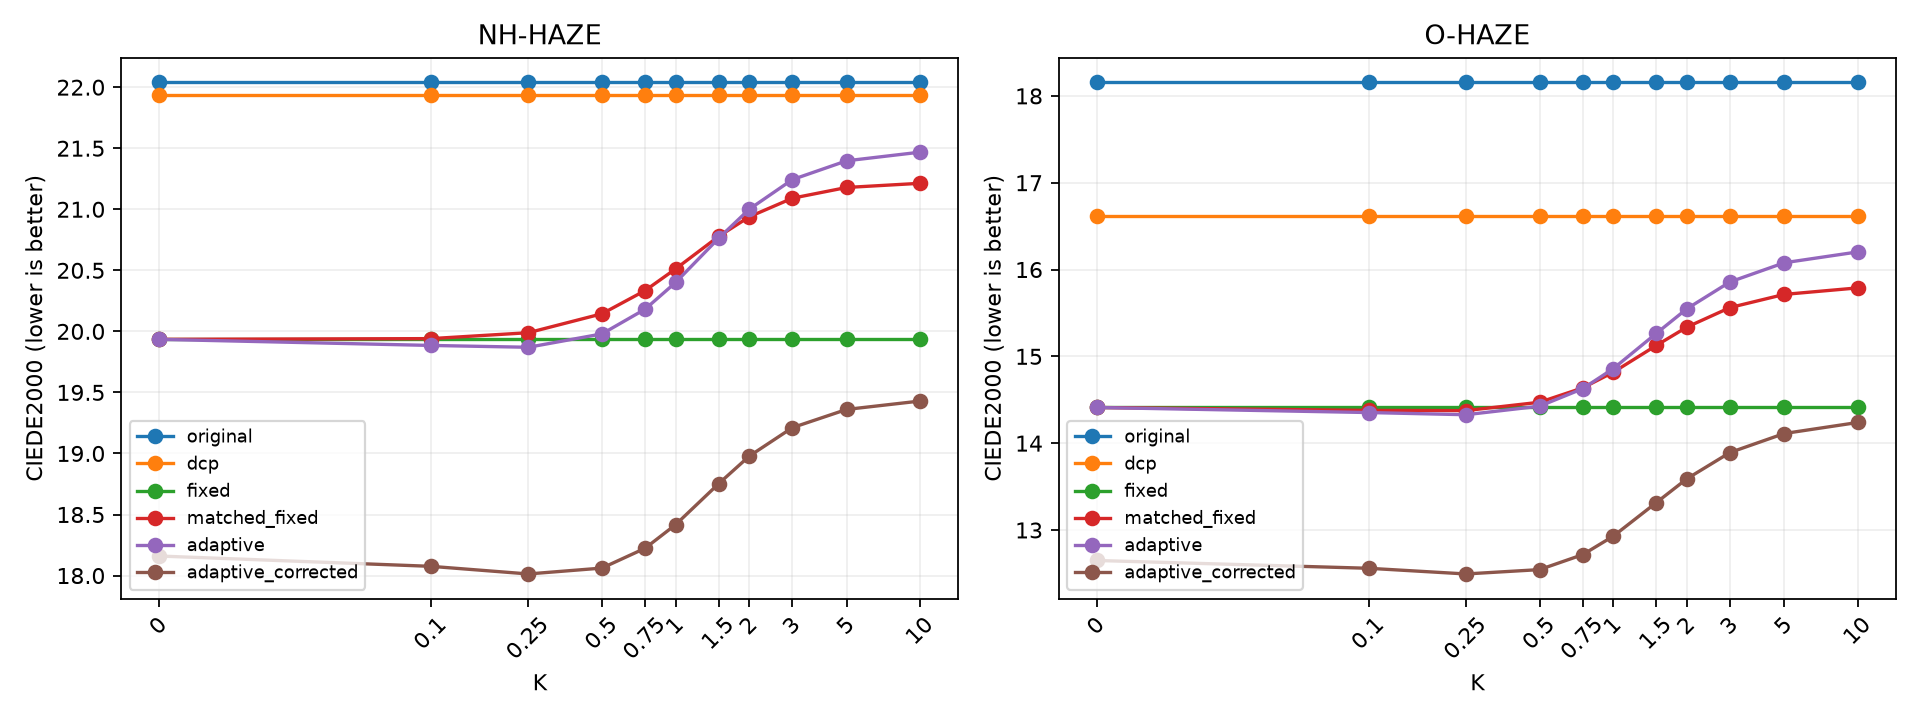 NH-HAZE
CIEDE2000 (lower is better)
22.0
21.5
21.0
20.5
20.0
19.5
19.0
18.5
18.0
original
dcp
fixed
matched_fixed
adaptive
adaptive_corrected
0 0.1 0.25 0.5 0.75 1 1.5 2 3 5 10
K
O-HAZE
CIEDE2000 (lower is better)
18
17
16
15
14
13
original
dcp
fixed
matched_fixed
adaptive
adaptive_corrected
0 0.1 0.25 0.5 0.75 1 1.5 2 3 5 10
K